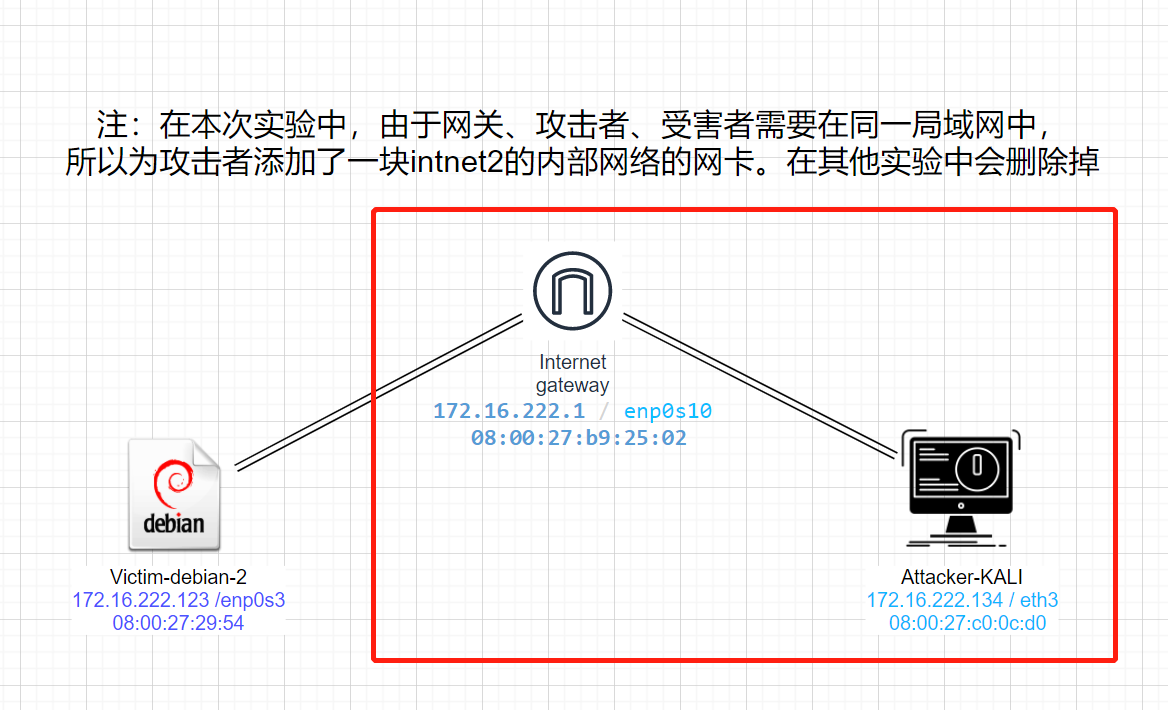 注：在本次实验中，由于网关、攻击者、受害者需要在同一局域网中，
所以为攻击者添加了一块intnet2的内部网络的网卡。在其他实验中会删除掉
Internet
gateway
172.16.222.1 / enp0s10
08:00:27:b9:25:02
debian
Victim-debian-2
172.16.222.123 /enp0s3
08:00:27:29:54
Attacker-KALI
172.16.222.134 / eth3
08:00:27:c0:0c:d0